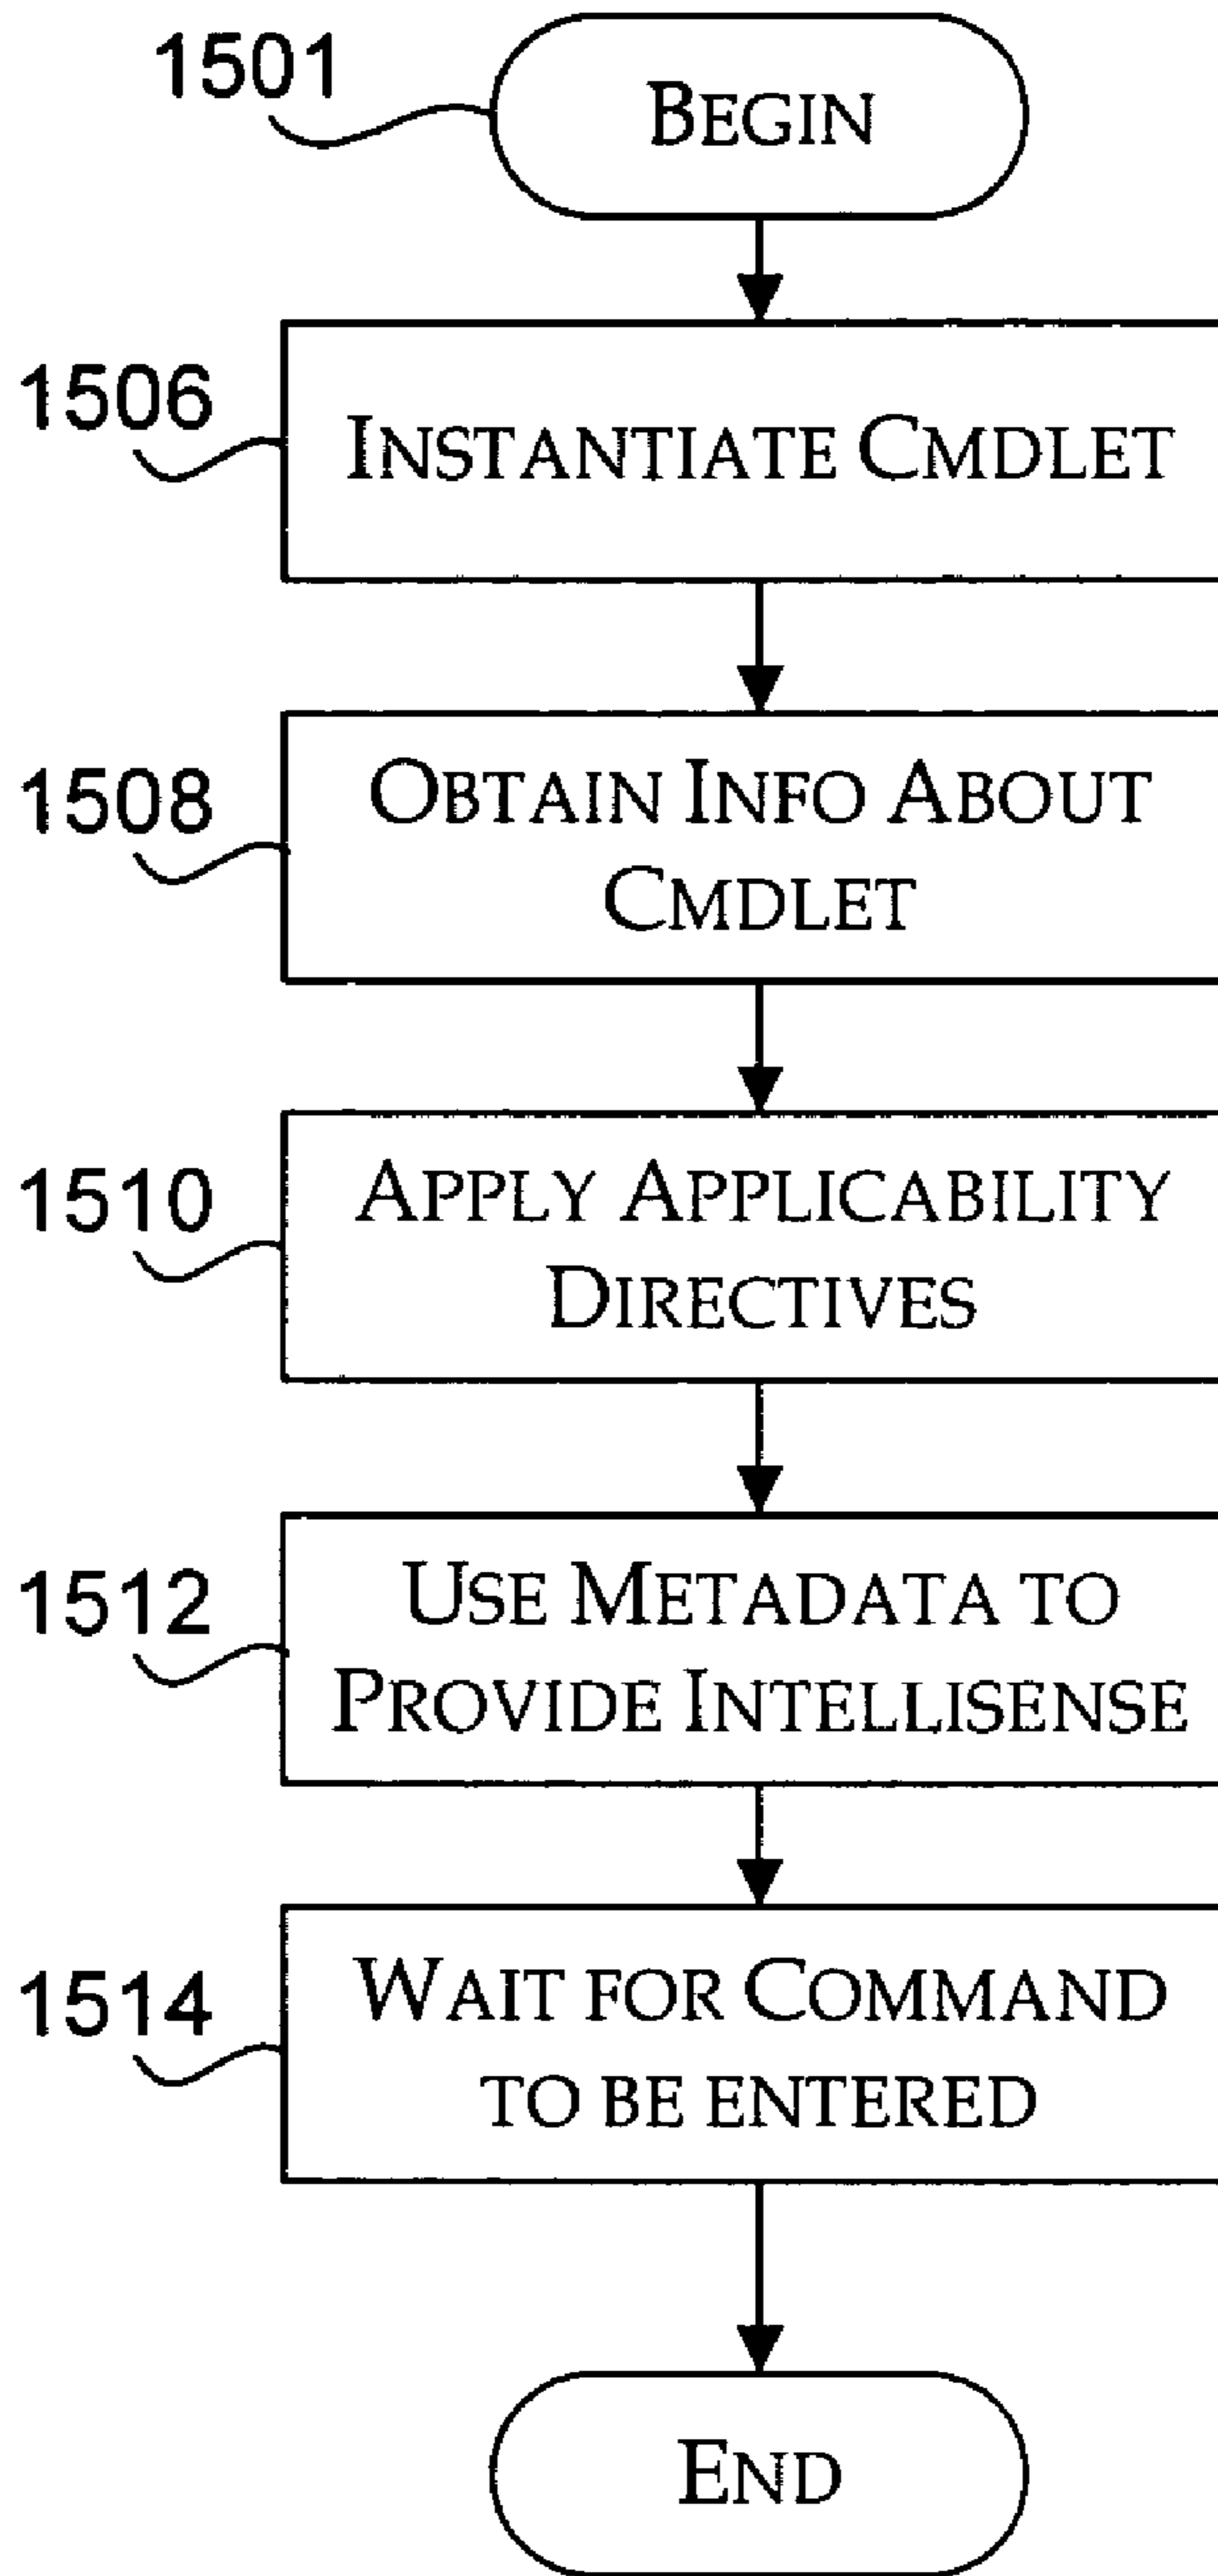 1501
BEGIN
1506
INSTANTIATE CMDLET
1508
OBTAIN INFO ABOUT
CMDLET
1510
APPLY APPLICABILITY
DIRECTIVES
1512
USE METADATA TO
PROVIDE INTELLISENSE
1514
WAIT FOR COMMAND
TO BE ENTERED
END